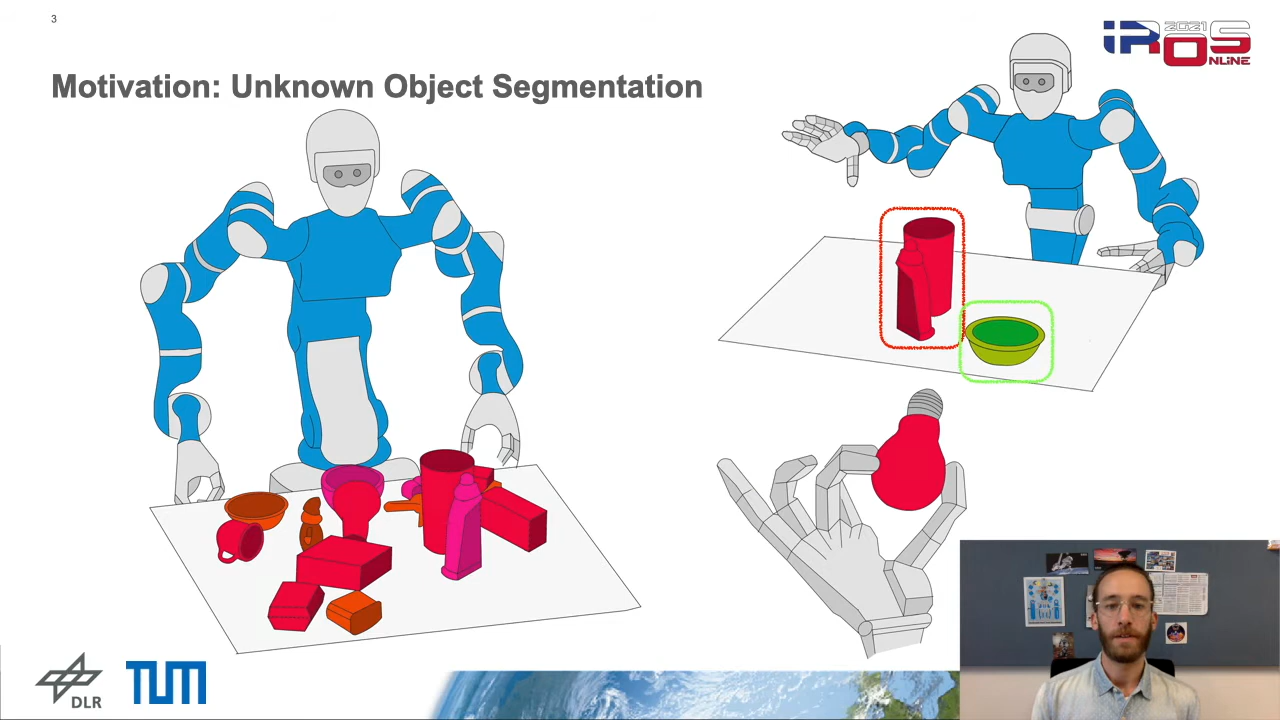 3
Motivation: Unknown Object Segmentation
2021
IROS
ONLINE
DLR
TUM